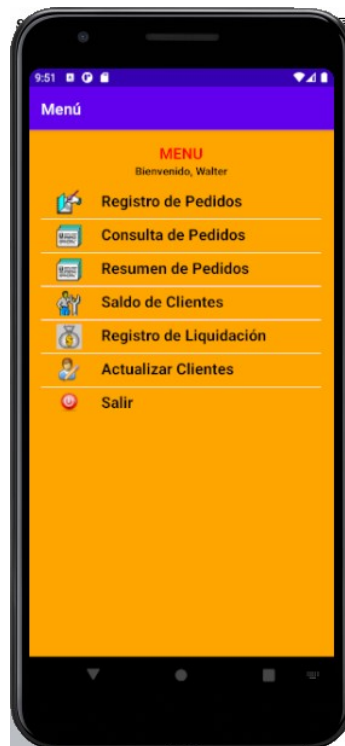 9:51
Menú
MENU
Bienvenido, Walter
Registro de Pedidos
Consulta de Pedidos
Resumen de Pedidos
Saldo de Clientes
Registro de Liquidación
Actualizar Clientes
Salir